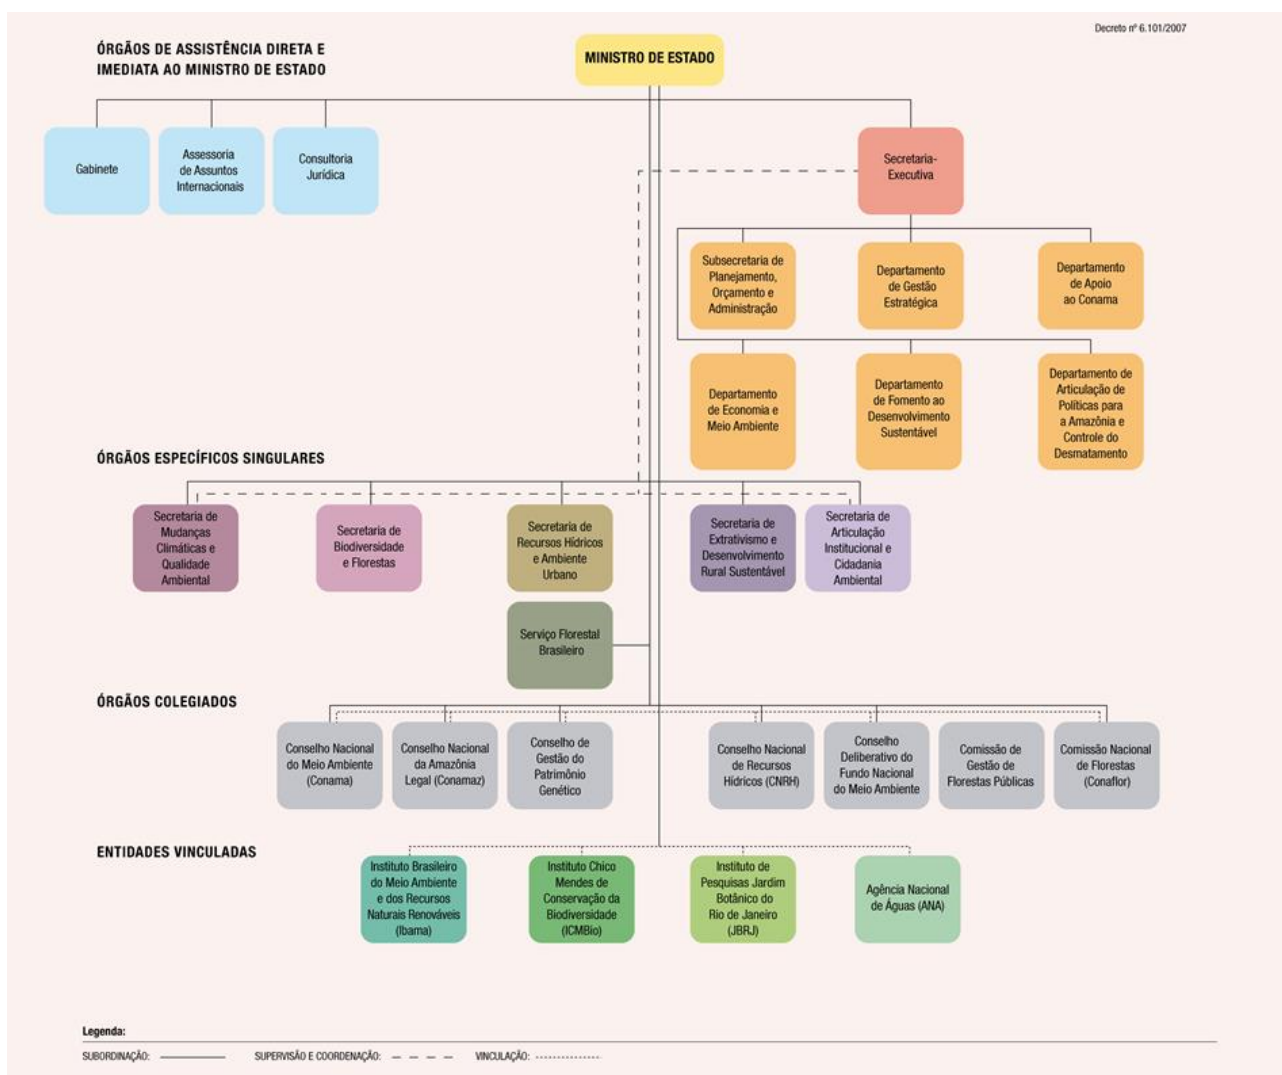 Decreto nº 6.101/2007
ÓRGÃOS DE ASSISTÊNCIA DIRETA E
IMEDIATA AO MINISTRO DE ESTADO
MINISTRO DE ESTADO
Gabinete
Assessoria
de Assuntos
Internacionais
Consultoria
Jurídica
Secretaria-
Executiva
Subsecretaria de
Planejamento,
Orçamento e
Administração
Departamento
de Gestão
Estratégica
Departamento
de Apoio
ao Conama
Departamento
de Economia e
Meio Ambiente
Departamento
de Fomento ao
Desenvolvimento
Sustentável
Departamento de
Articulação de
Políticas para
a Amazônia e
Controle do
Desmatamento
ÓRGÃOS ESPECÍFICOS SINGULARES
Secretaria de
Mudanças
Climáticas e
Qualidade
Ambiental
Secretaria de
Biodiversidade
e Florestas
Secretaria de
Recursos Hídricos
e Ambiente
Urbano
Secretaria de
Extrativismo e
Desenvolvimento
Rural Sustentável
Secretaria de
Articulação
Institucional e
Cidadania
Ambiental
Serviço Florestal
Brasileiro
ÓRGÃOS COLEGIADOS
Conselho Nacional
do Meio Ambiente
(Conama)
Conselho Nacional
da Amazônia
Legal (Conamaz)
Conselho de
Gestão do
Patrimônio
Genético
Conselho Nacional
de Recursos
Hídricos (CNRH)
Conselho
Deliberativo do
Fundo Nacional
do Meio Ambiente
Comissão de
Gestão de
Florestas Públicas
Comissão Nacional
de Florestas
(Conaflor)
ENTIDADES VINCULADAS
Instituto Brasileiro
do Meio Ambiente
e dos Recursos
Naturais Renováveis
(Ibama)
Instituto Chico
Mendes de
Conservação da
Biodiversidade
(ICMBio)
Instituto de
Pesquisas Jardim
Botânico do
Rio de Janeiro
(JBRJ)
Agência Nacional
de Águas (ANA)
Legenda:
SUBORDINAÇÃO:
SUPERVISÃO E COORDENAÇÃO:
VINCULAÇÃO: